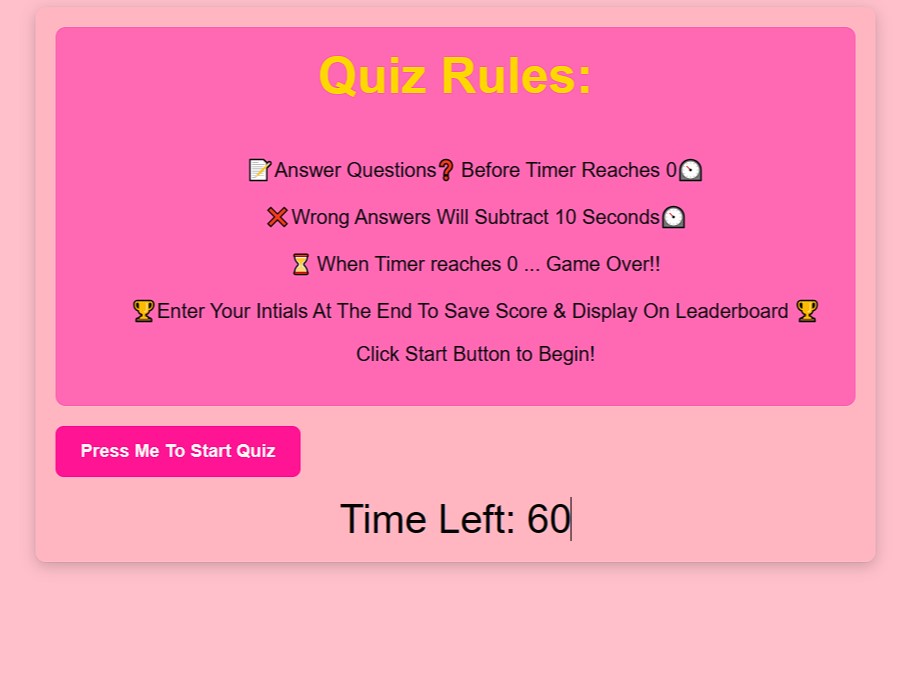 Quiz Rules:
📝Answer Questions❓ Before Timer Reaches 0🕰
❌Wrong Answers Will Subtract 10 Seconds🕰
⏳ When Timer reaches 0 ... Game Over!!
🏆Enter Your Intials At The End To Save Score & Display On Leaderboard 🏆
Click Start Button to Begin!
Press Me To Start Quiz
Time Left: 60